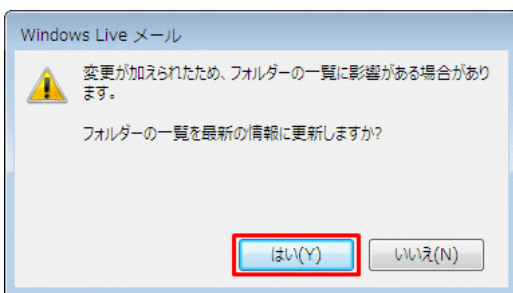 Windows Live メール
変更が加えられたため、フォルダーの一覧に影響がある場合があり
ます。
フォルダーの一覧を最新の情報に更新しますか?
はい(Y)
いいえ(N)